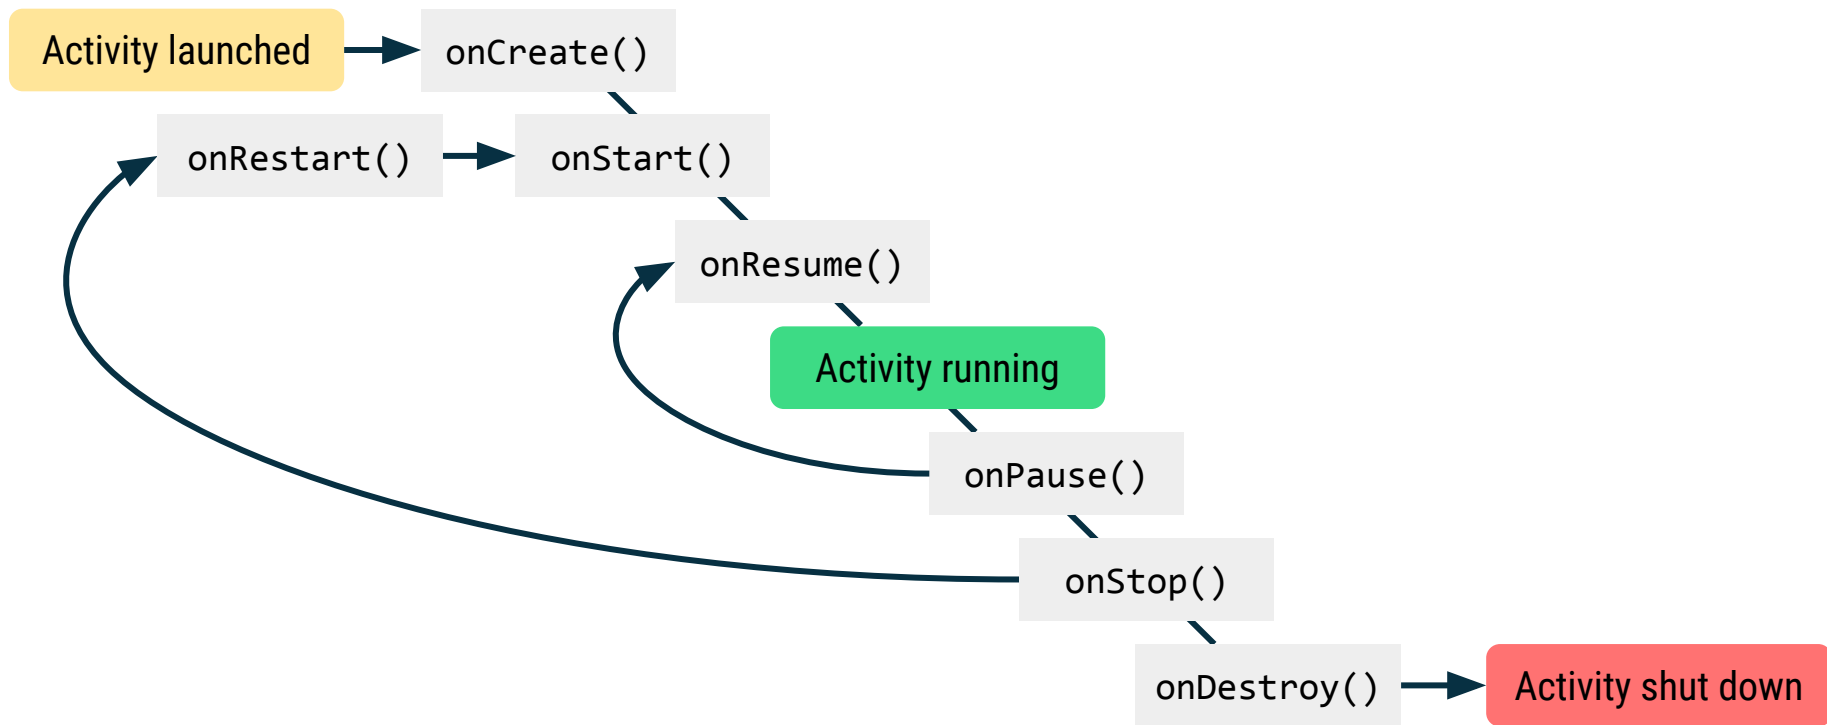 Activity launched
onCreate()
onRestart()
onStart()
onResume()
Activity running
onPause()
onStop()
onDestroy()
Activity shut down